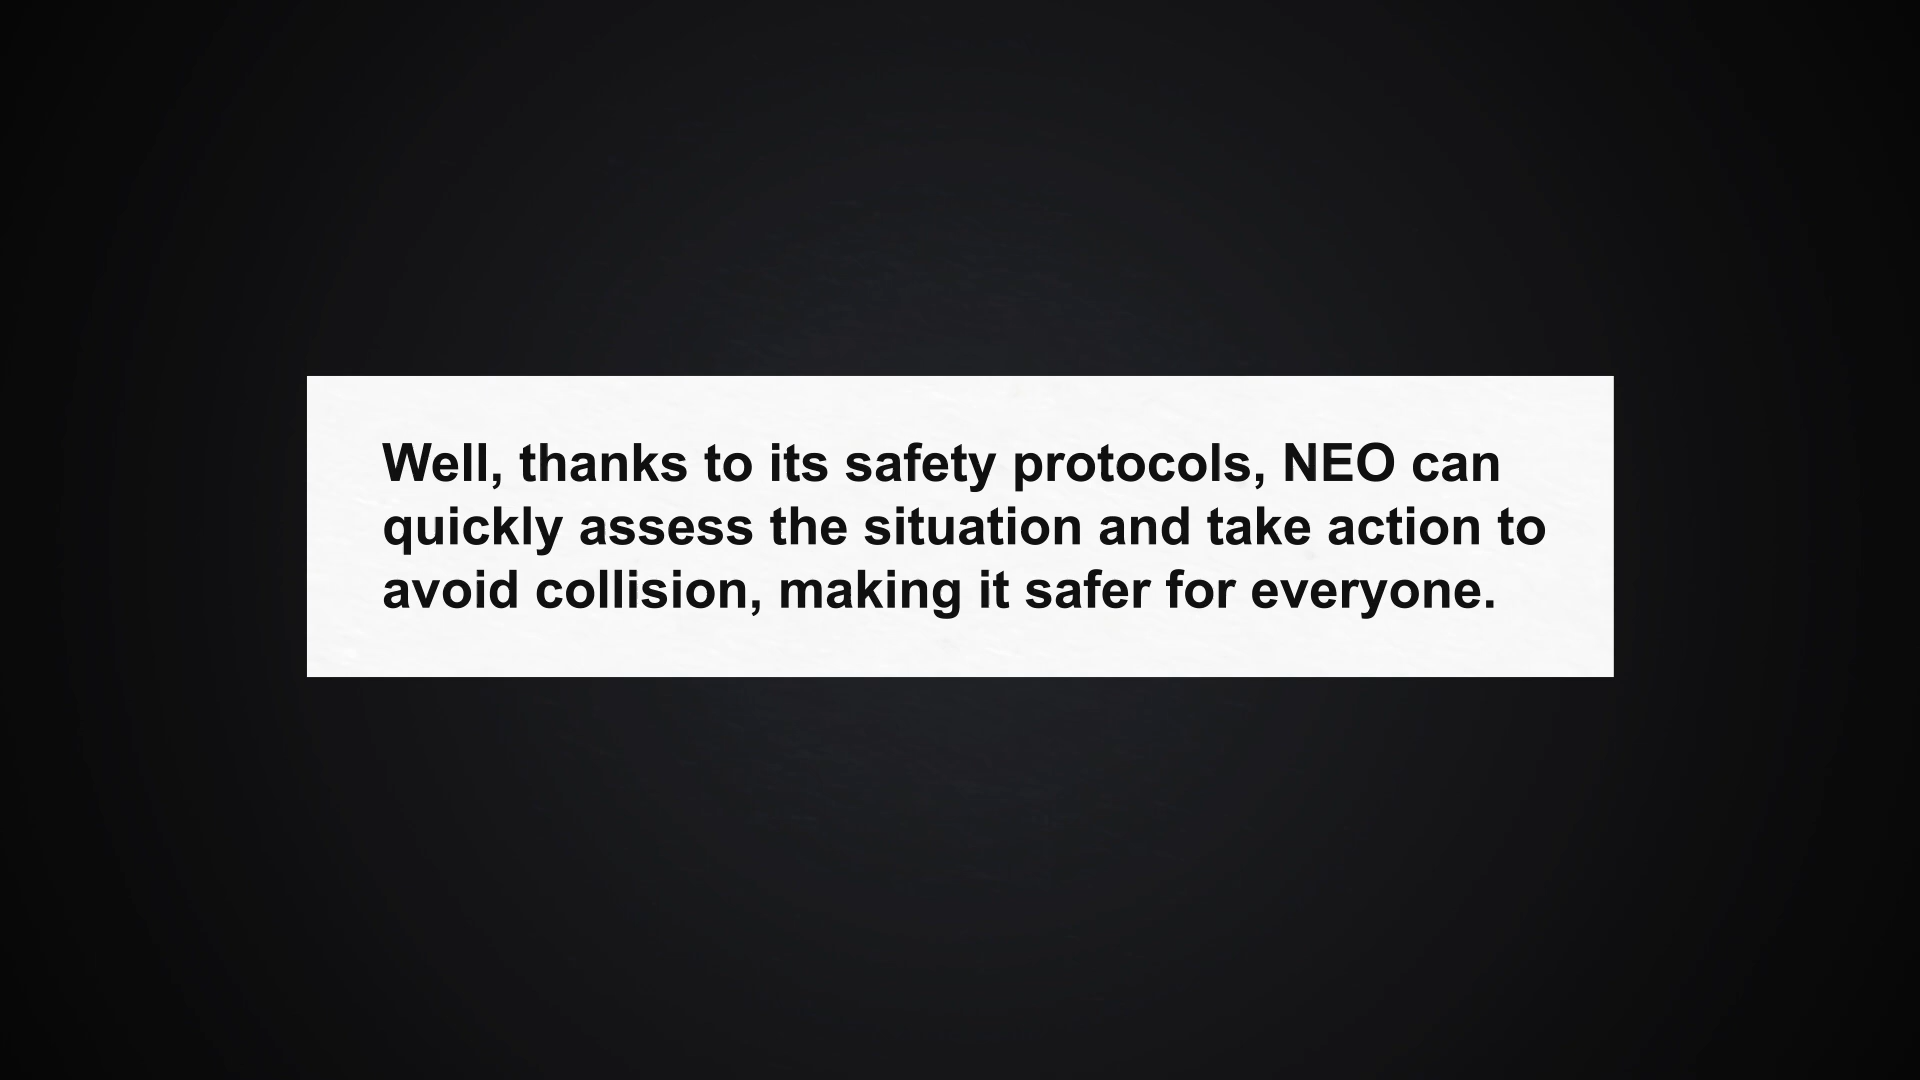 Well, thanks to its safety protocols, NEO can
quickly assess the situation and take action to
avoid collision, making it safer for everyone.